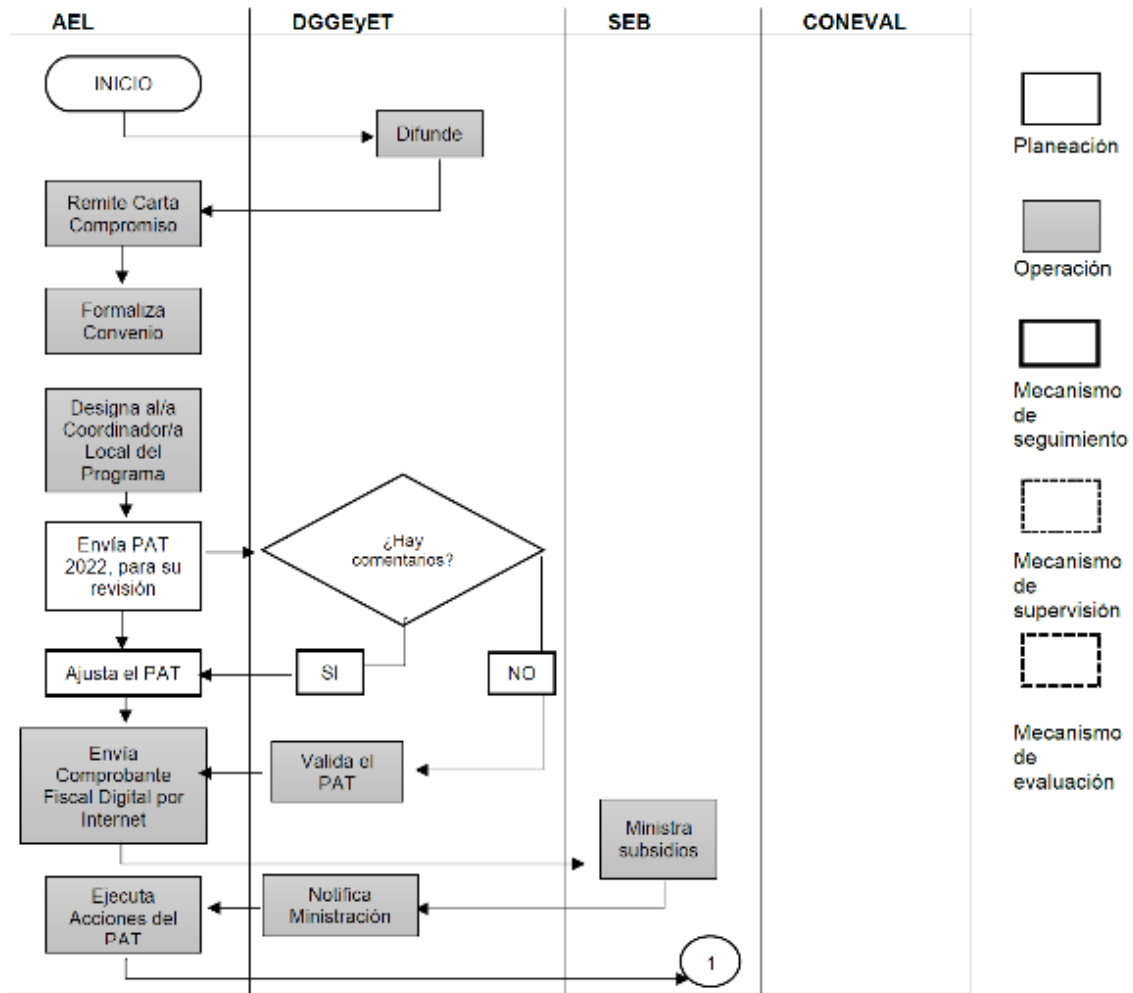 AEL DGGEyET SEB CONEVAL
INICIO
Difunde
Remite Carta
Compromiso
Formaliza
Convenio
Designa al/a
Coordinador/a
Local del
Programa
Envía PAT
2022, para su
revisión
¿Hay
comentarios?
Ajusta el PAT
SI
NO
Envía
Comprobante
Fiscal Digital por
Internet
Valida el
PAT
Ministra
subsidios
Notifica
Ministración
Ejecuta
Acciones del
PAT
1
Planeación
Operación
Mecanismo
de
seguimiento
Mecanismo
de
supervisión
Mecanismo
de
evaluación